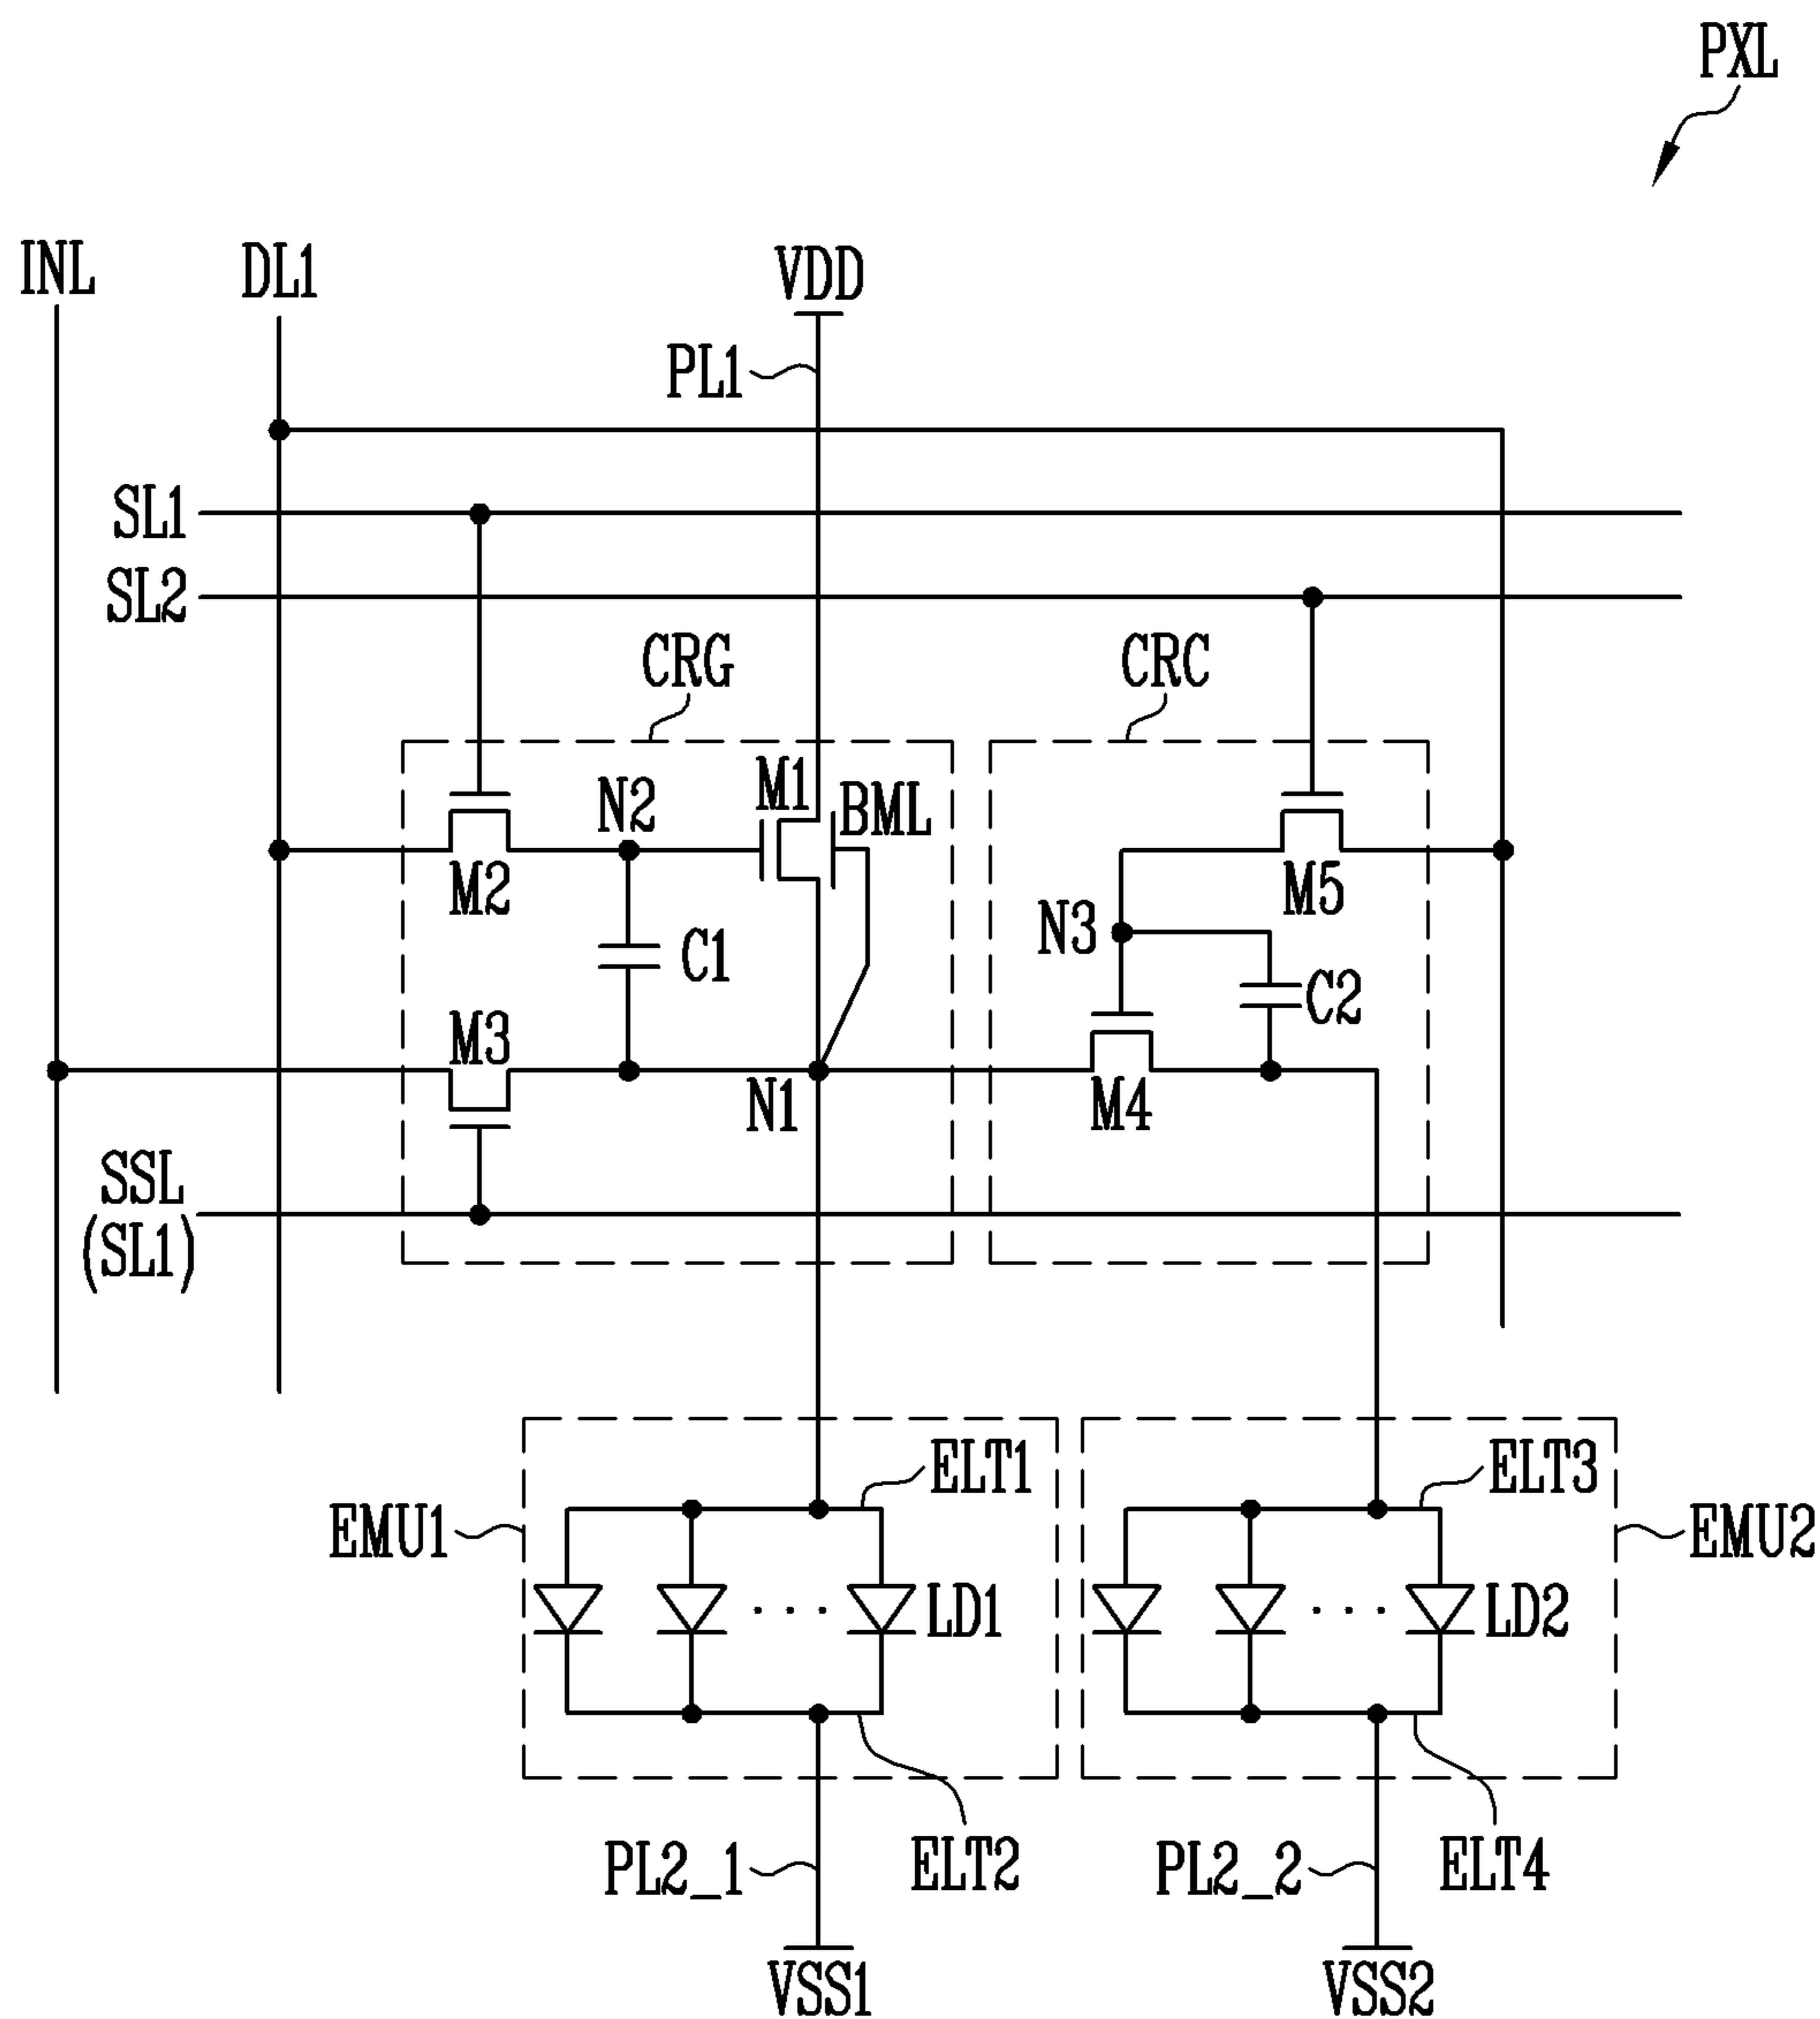 PXL
INL
DL1
VDD
PL1
SL1
SL2
CRG
CRC
M1
BML
N2
M2
M5
N3
C1
C2
M3
N1
M4
SSL
(SL1)
ELT1
ELT3
EMU1
EMU2
LD1
LD2
PL2_1
ELT2
PL2_2
ELT4
VSS1
VSS2